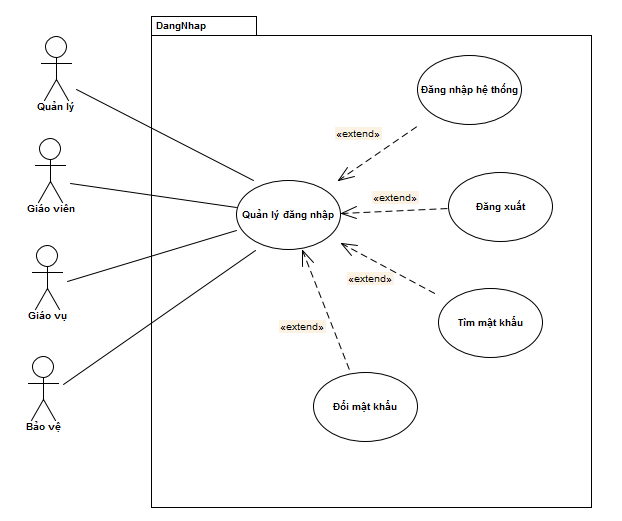 DangNhap
Quản lý
Giáo viên
Giáo vụ
Bảo vệ
Quản lý đăng nhập
Đăng nhập hệ thống
«extend»
Đăng xuất
«extend»
Tìm mật khẩu
«extend»
Đổi mật khẩu
«extend»